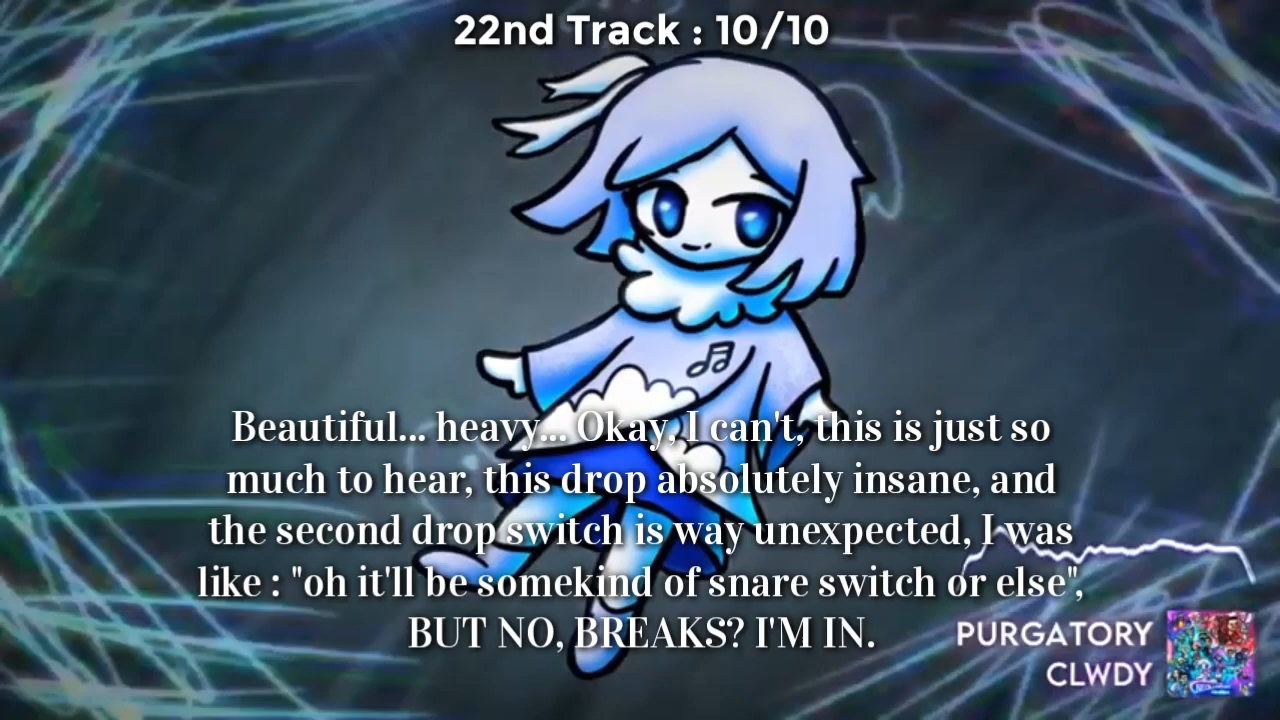 22nd Track : 10/10
Beautiful... heavy... Okay, I can't, this is just so
much to hear, this drop absolutely insane, and
the second drop switch is way unexpected, I was
like : "oh it'll be somekind of snare switch or else",
BUT NO, BREAKS? I'M IN.
PURGATORY
CLWDY